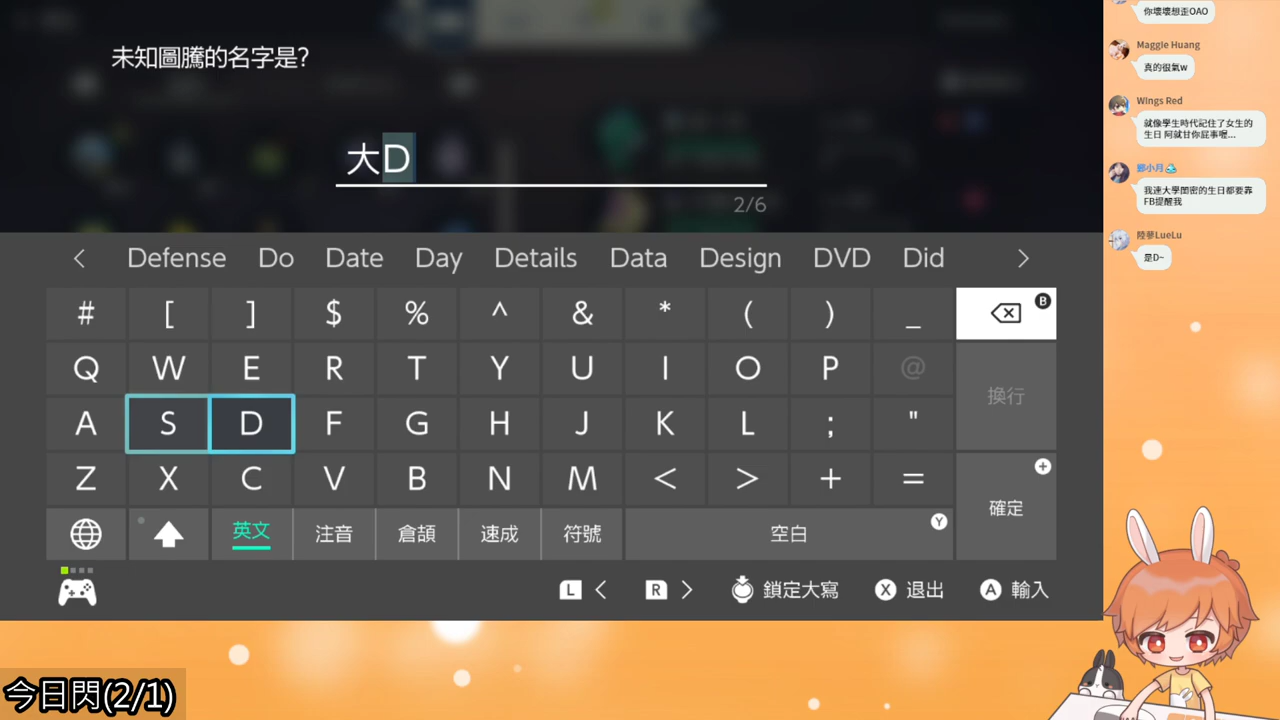 未知圖騰的名字是?
大D
2/6
Defense Do Date Day Details Data Design DVD Did
# [ ] $ % ^ & * ( ) _ B
Q W E R T Y U I O P @
換行
A S D F G H J K L ; "
Z X C V B N M < > + =
+
確定
英文 注音 倉頡 速成 符號 空白 Y
L < R > 鎖定大寫 X 退出 A 輸入
今日閃(2/1)
你壞壞想歪OAO
Maggie Huang
真的很氣w
Wings Red
就像學生時代記住了女生的
生日 阿就甘你屁事喔...
鄉小月
我連大學閨密的生日都要靠
FB提醒我
陸夢LueLu
是D~